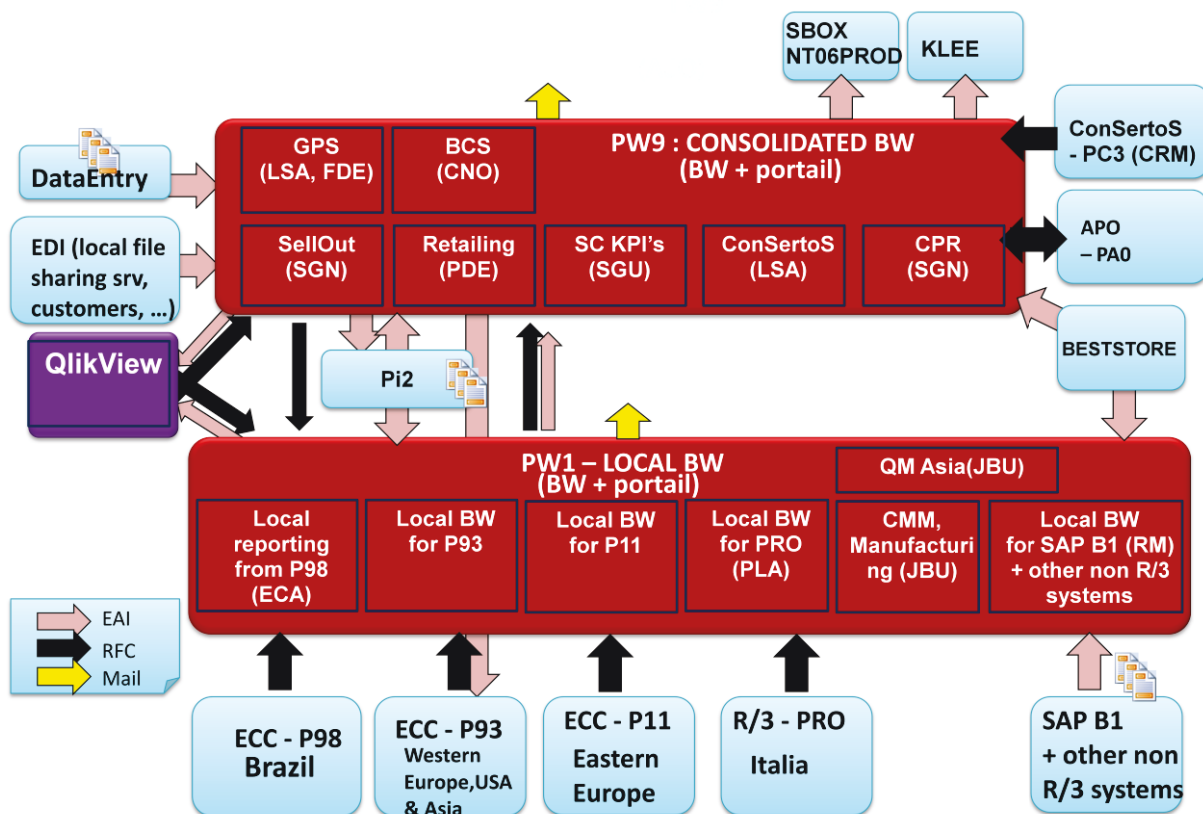 SBOX
NT06PROD
KLEE
GPS
(LSA, FDE)
BCS
(CNO)
PW9 : CONSOLIDATED BW
(BW + portail)
ConSertoS
- PC3 (CRM)
DataEntry
EDI (local file
sharing srv,
customers, ...)
SellOut
(SGN)
Retailing
(PDE)
SC KPI's
(SGU)
ConSertoS
(LSA)
CPR
(SGN)
APO
– PA0
QlikView
Pi2
BESTSTORE
PW1 – LOCAL BW
(BW + portail)
QM Asia(JBU)
Local
reporting
from P98
(ECA)
Local BW
for P93
Local BW
for P11
Local BW
for PRO
(PLA)
CMM,
Manufacturi
ng (JBU)
Local BW
for SAP B1 (RM)
+ other non R/3
systems
EAI
RFC
Mail
ECC - P98
Brazil
ECC - P93
Western
Europe,USA
& Asia
ECC - P11
Eastern
Europe
R/3 - PRO
Italia
SAP B1
+ other non
R/3 systems